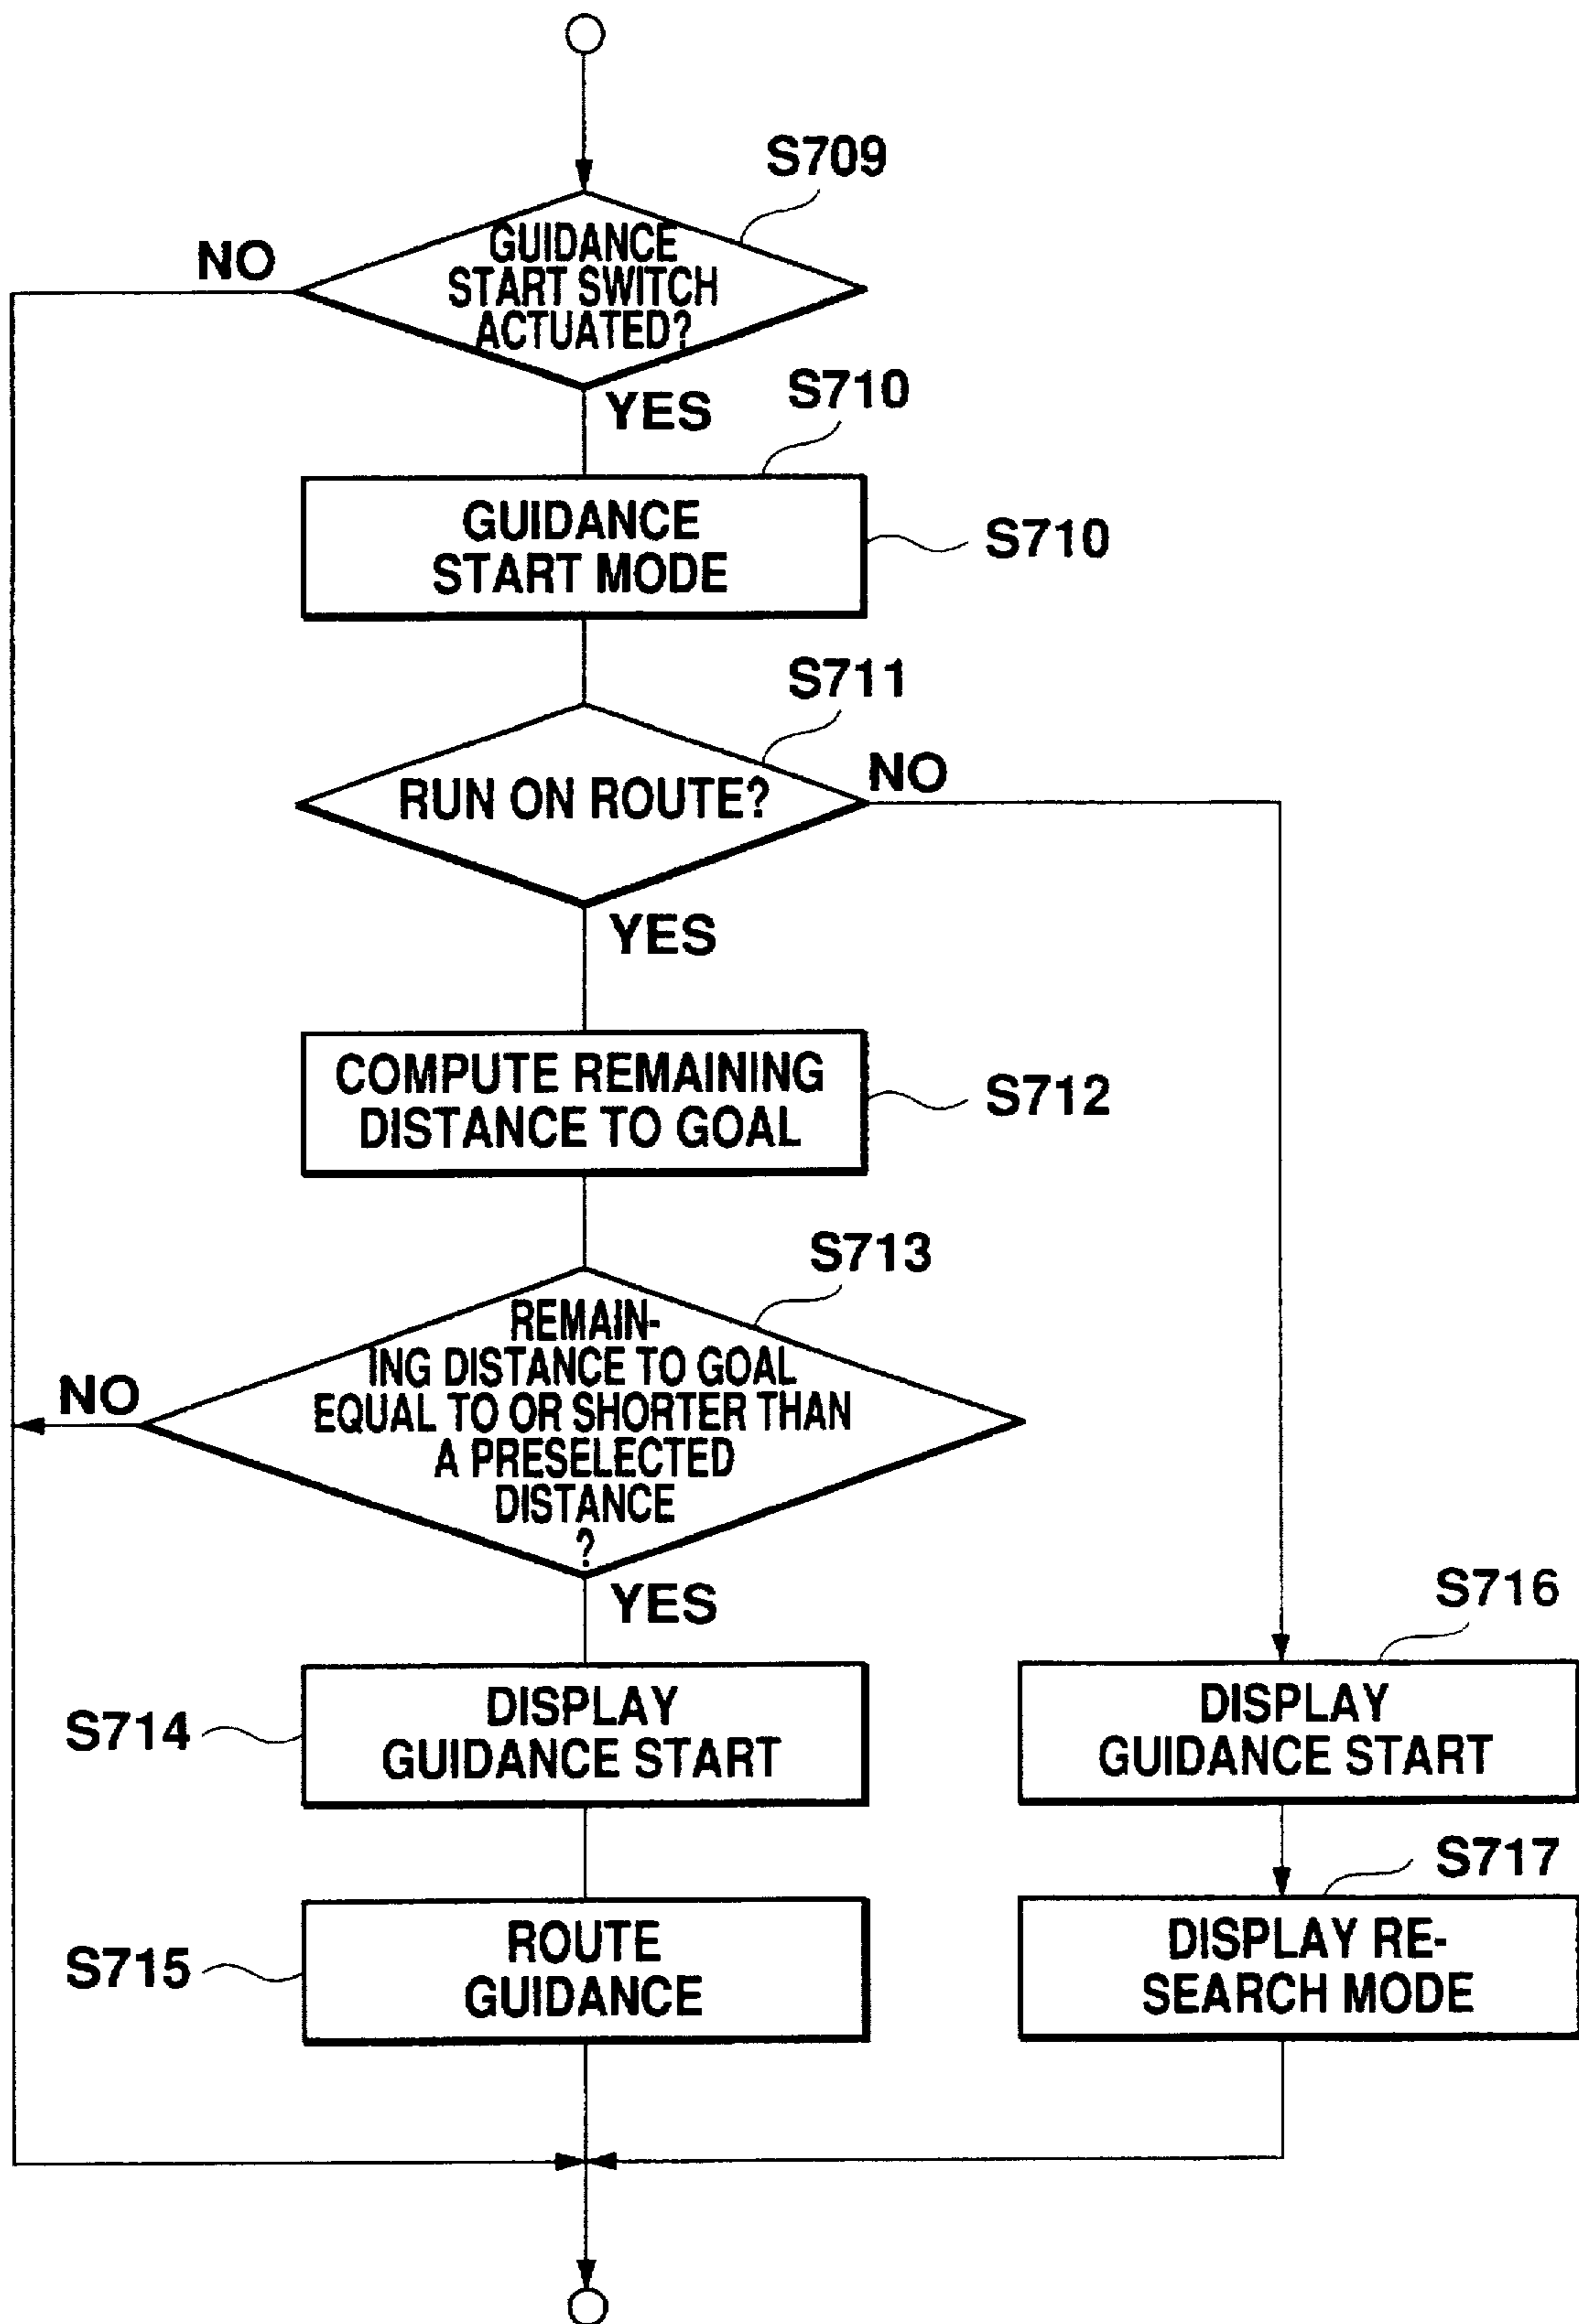 S709
NO
GUIDANCE
START SWITCH
ACTUATED?
YES
S710
GUIDANCE
START MODE
S710
S711
RUN ON ROUTE?
NO
YES
COMPUTE REMAINING
DISTANCE TO GOAL
S712
S713
REMAIN-
ING DISTANCE TO GOAL
EQUAL TO OR SHORTER THAN
A PRESELECTED
DISTANCE
?
NO
YES
S714
DISPLAY
GUIDANCE START
S716
DISPLAY
GUIDANCE START
S715
ROUTE
GUIDANCE
S717
DISPLAY RE-
SEARCH MODE